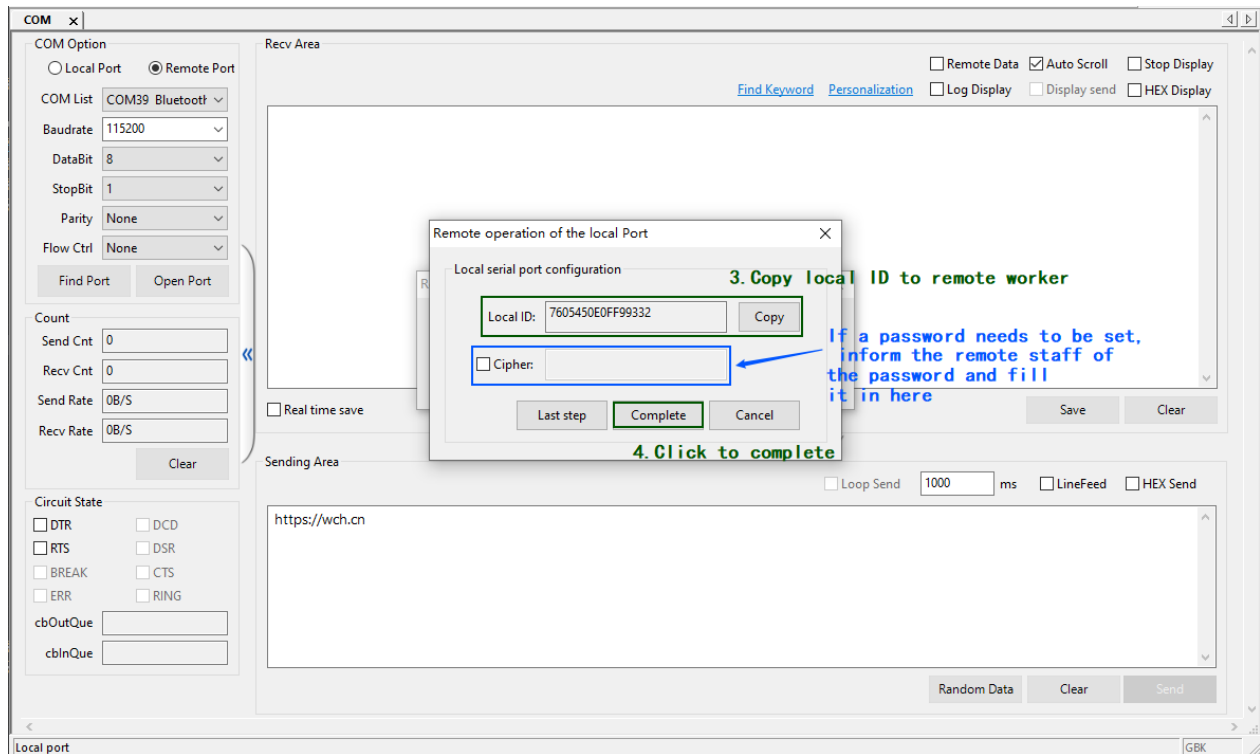 COM x
COM Option
Local Port Remote Port
COM List COM39 Bluetooth
Baudrate 115200
DataBit 8
StopBit 1
Parity None
Flow Ctrl None
Find Port Open Port
Count
Send Cnt 0
Recv Cnt 0
Send Rate 0B/S
Recv Rate 0B/S
Clear
«
Circuit State
DTR DCD
RTS DSR
BREAK CTS
ERR RING
cbOutQue
cbInQue
Recv Area
Remote Data Auto Scroll Stop Display
Find Keyword Personalization Log Display Display send HEX Display
Remote operation of the local Port
Local serial port configuration
3.Copy local ID to remote worker
Local ID: 7605450E0FF99332 Copy
Cipher:
If a password needs to be set,
inform the remote staff of
the password and fill
it in here
Last step Complete Cancel
4.Click to complete
Real time save
Save Clear
Sending Area
Loop Send 1000 ms LineFeed HEX Send
https://wch.cn
Random Data Clear Send
Local port GBK